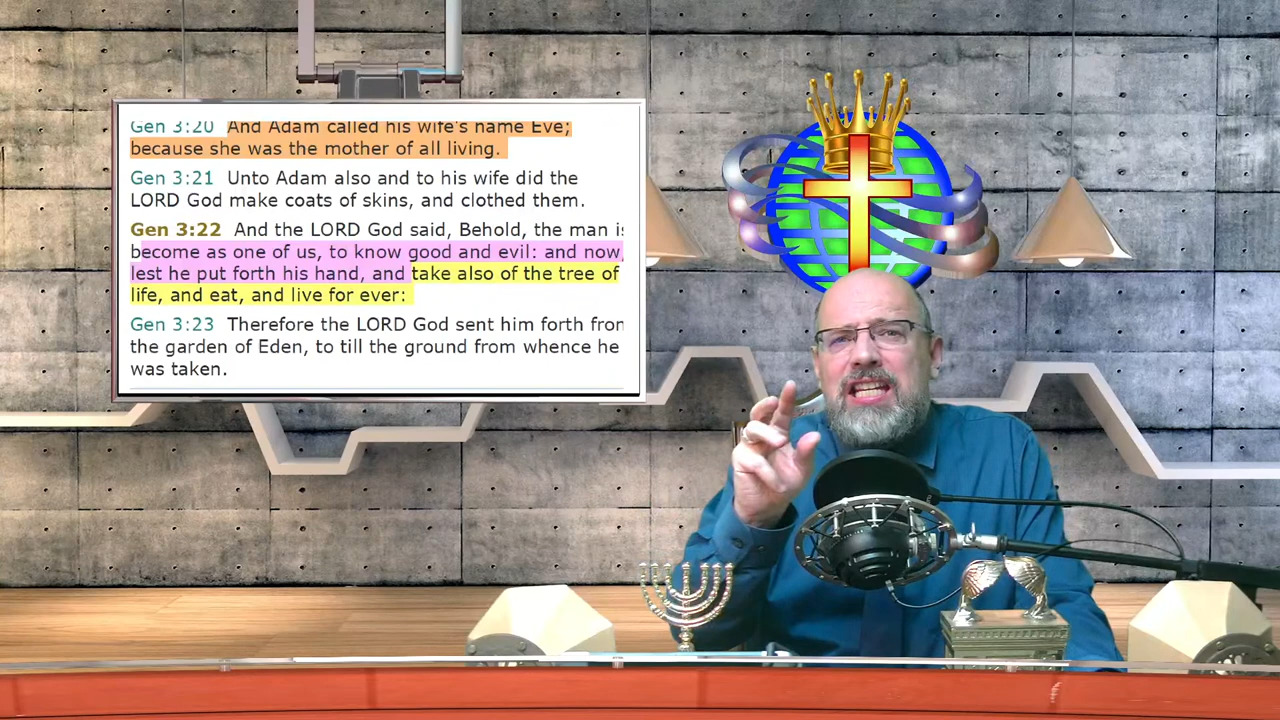 Gen 3:20 And Adam called his wife's name Eve;
because she was the mother of all living.
Gen 3:21 Unto Adam also and to his wife did the
LORD God make coats of skins, and clothed them.
Gen 3:22 And the LORD God said, Behold, the man is
become as one of us, to know good and evil: and now,
lest he put forth his hand, and take also of the tree of
life, and eat, and live for ever:
Gen 3:23 Therefore the LORD God sent him forth from
the garden of Eden, to till the ground from whence he
was taken.